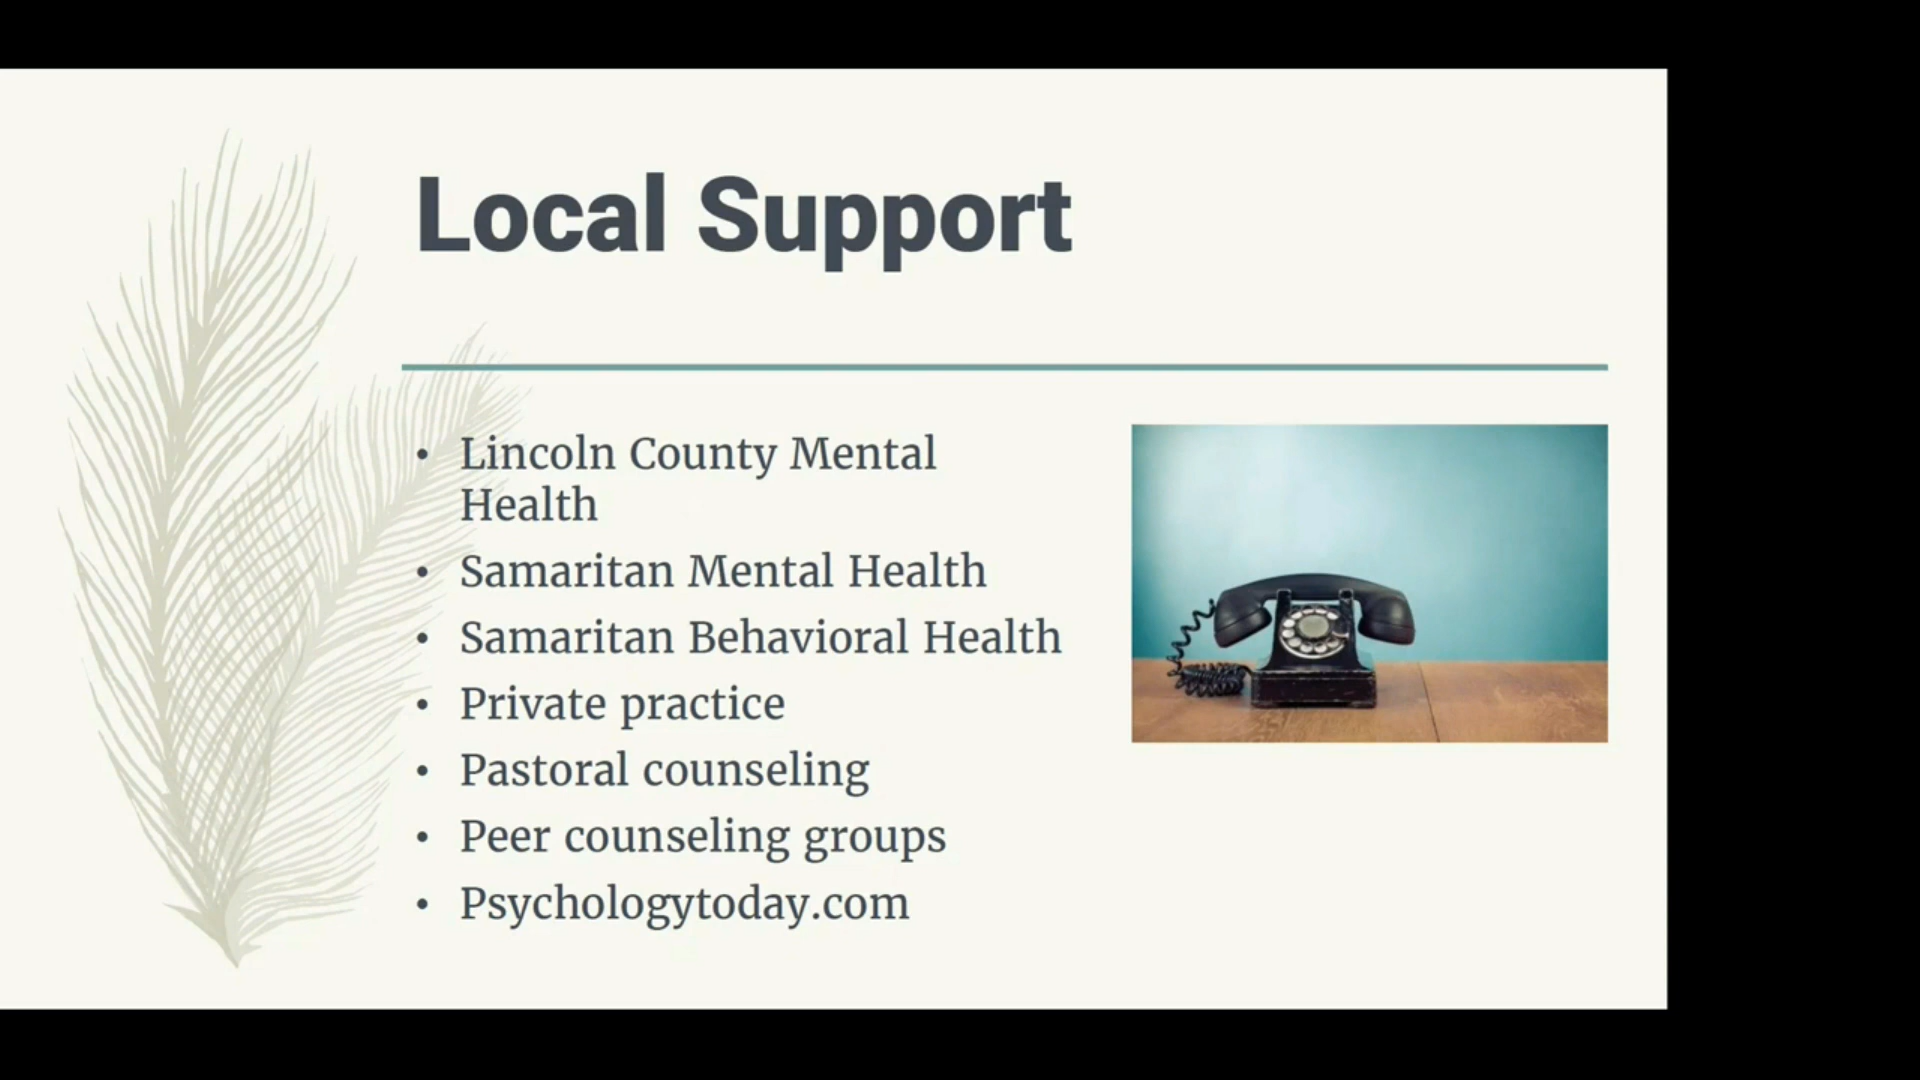 Local Support
• Lincoln County Mental
Health
• Samaritan Mental Health
• Samaritan Behavioral Health
• Private practice
• Pastoral counseling
• Peer counseling groups
• Psychologytoday.com